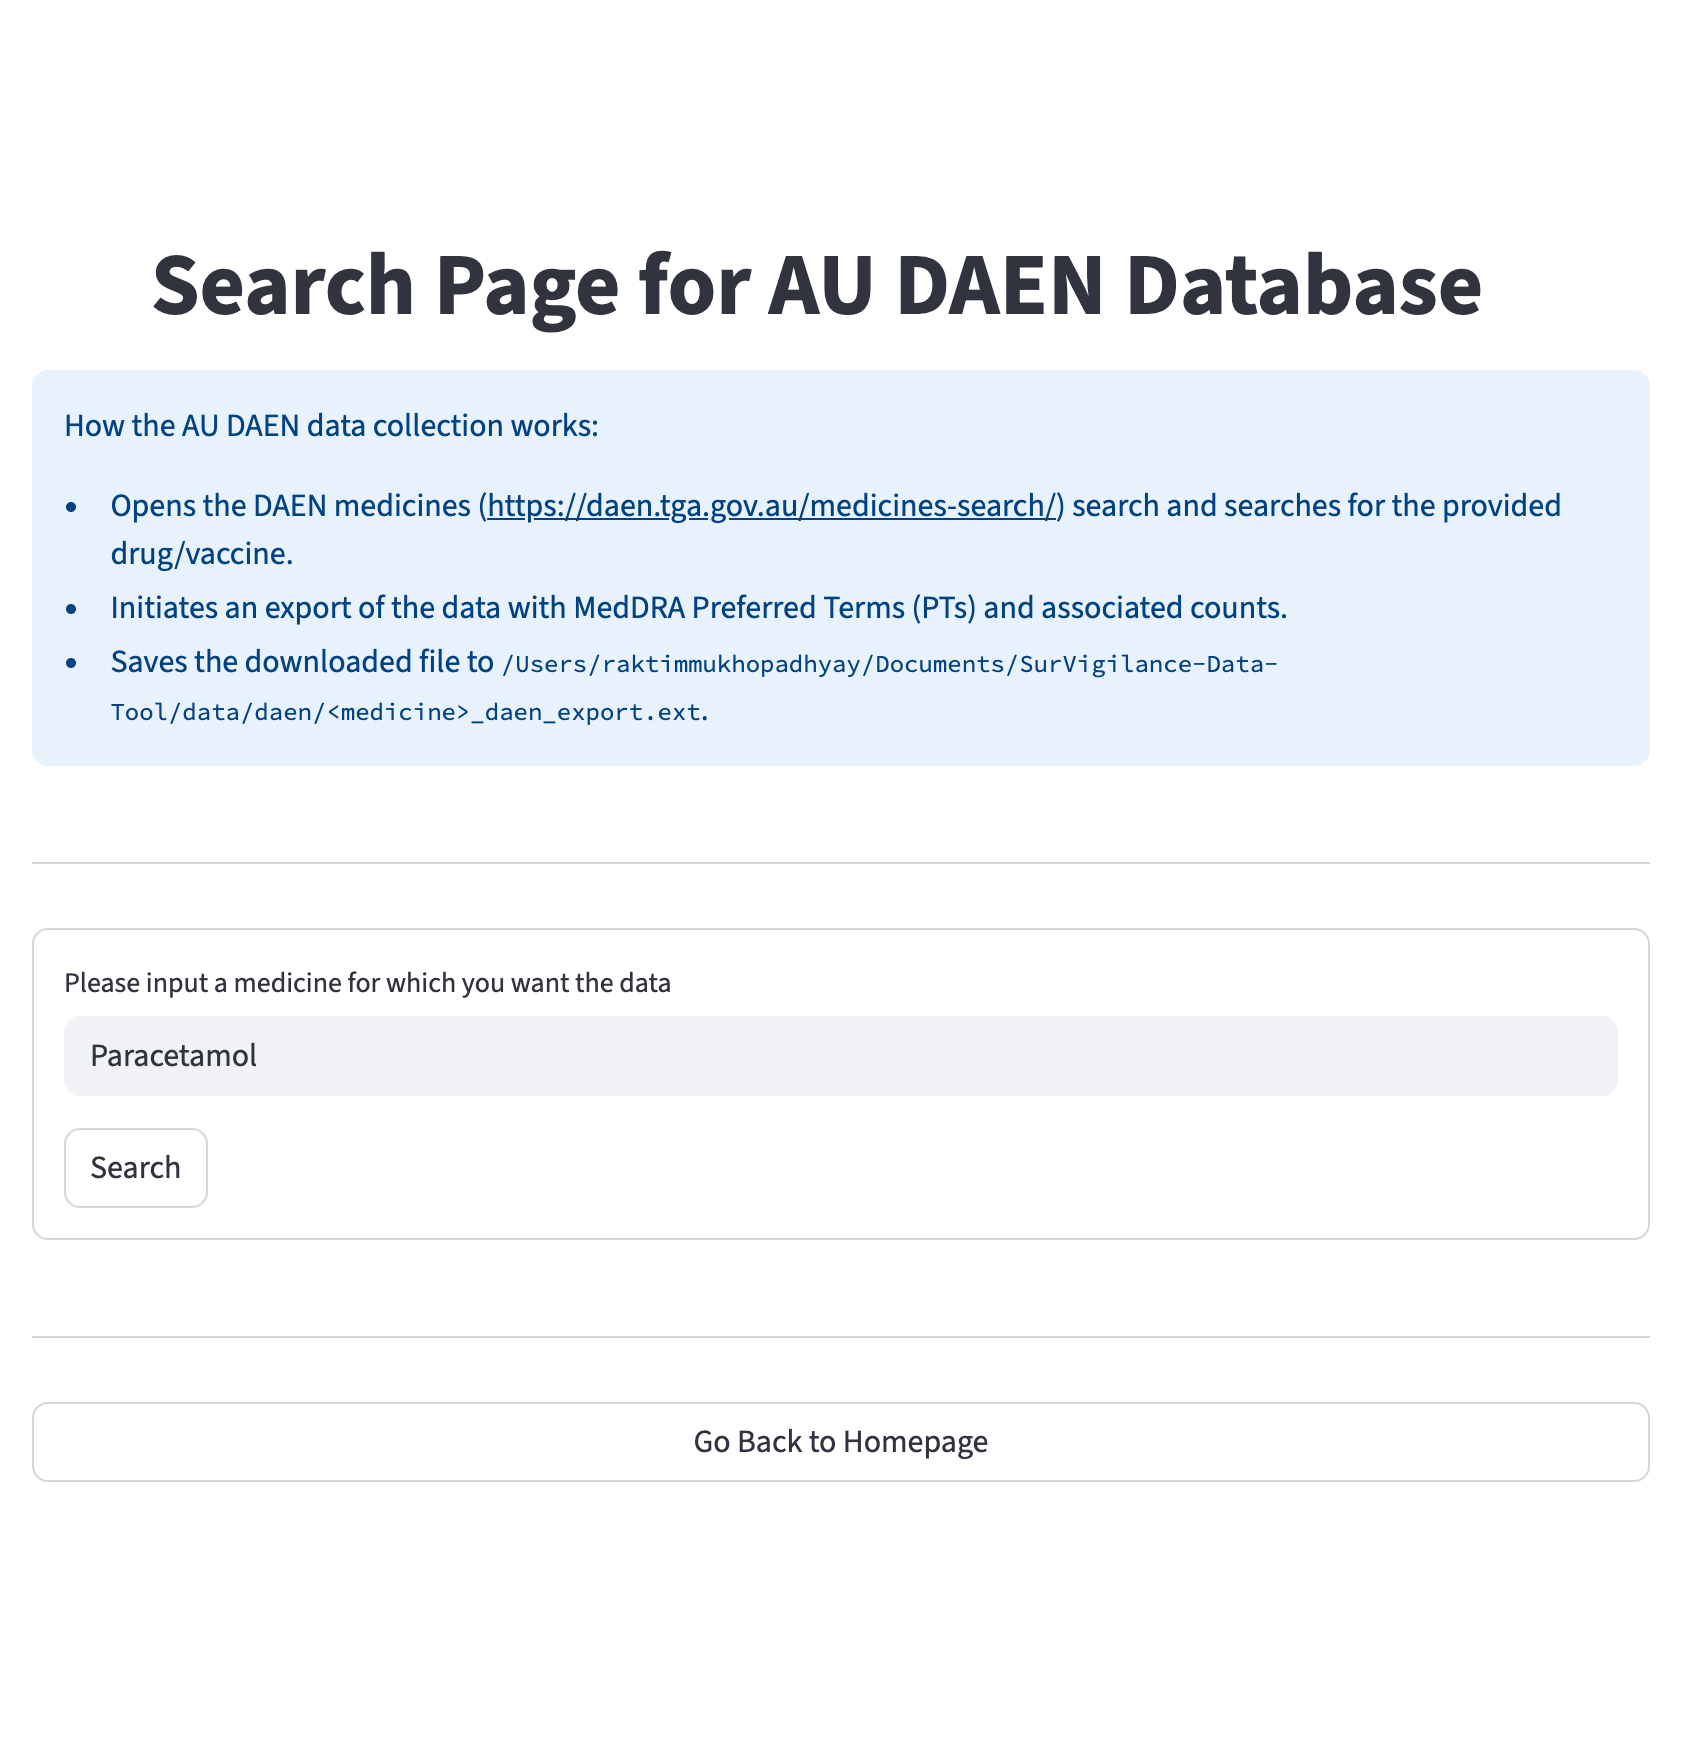 Search Page for AU DAEN Database
How the AU DAEN data collection works:
• Opens the DAEN medicines (https://daen.tga.gov.au/medicines-search/) search and searches for the provided
drug/vaccine.
• Initiates an export of the data with MedDRA Preferred Terms (PTs) and associated counts.
• Saves the downloaded file to /Users/raktimmukhopadhyay/Documents/SurVigilance-Data-
Tool/data/daen/<medicine>_daen_export.ext.
Please input a medicine for which you want the data
Paracetamol
Search
Go Back to Homepage